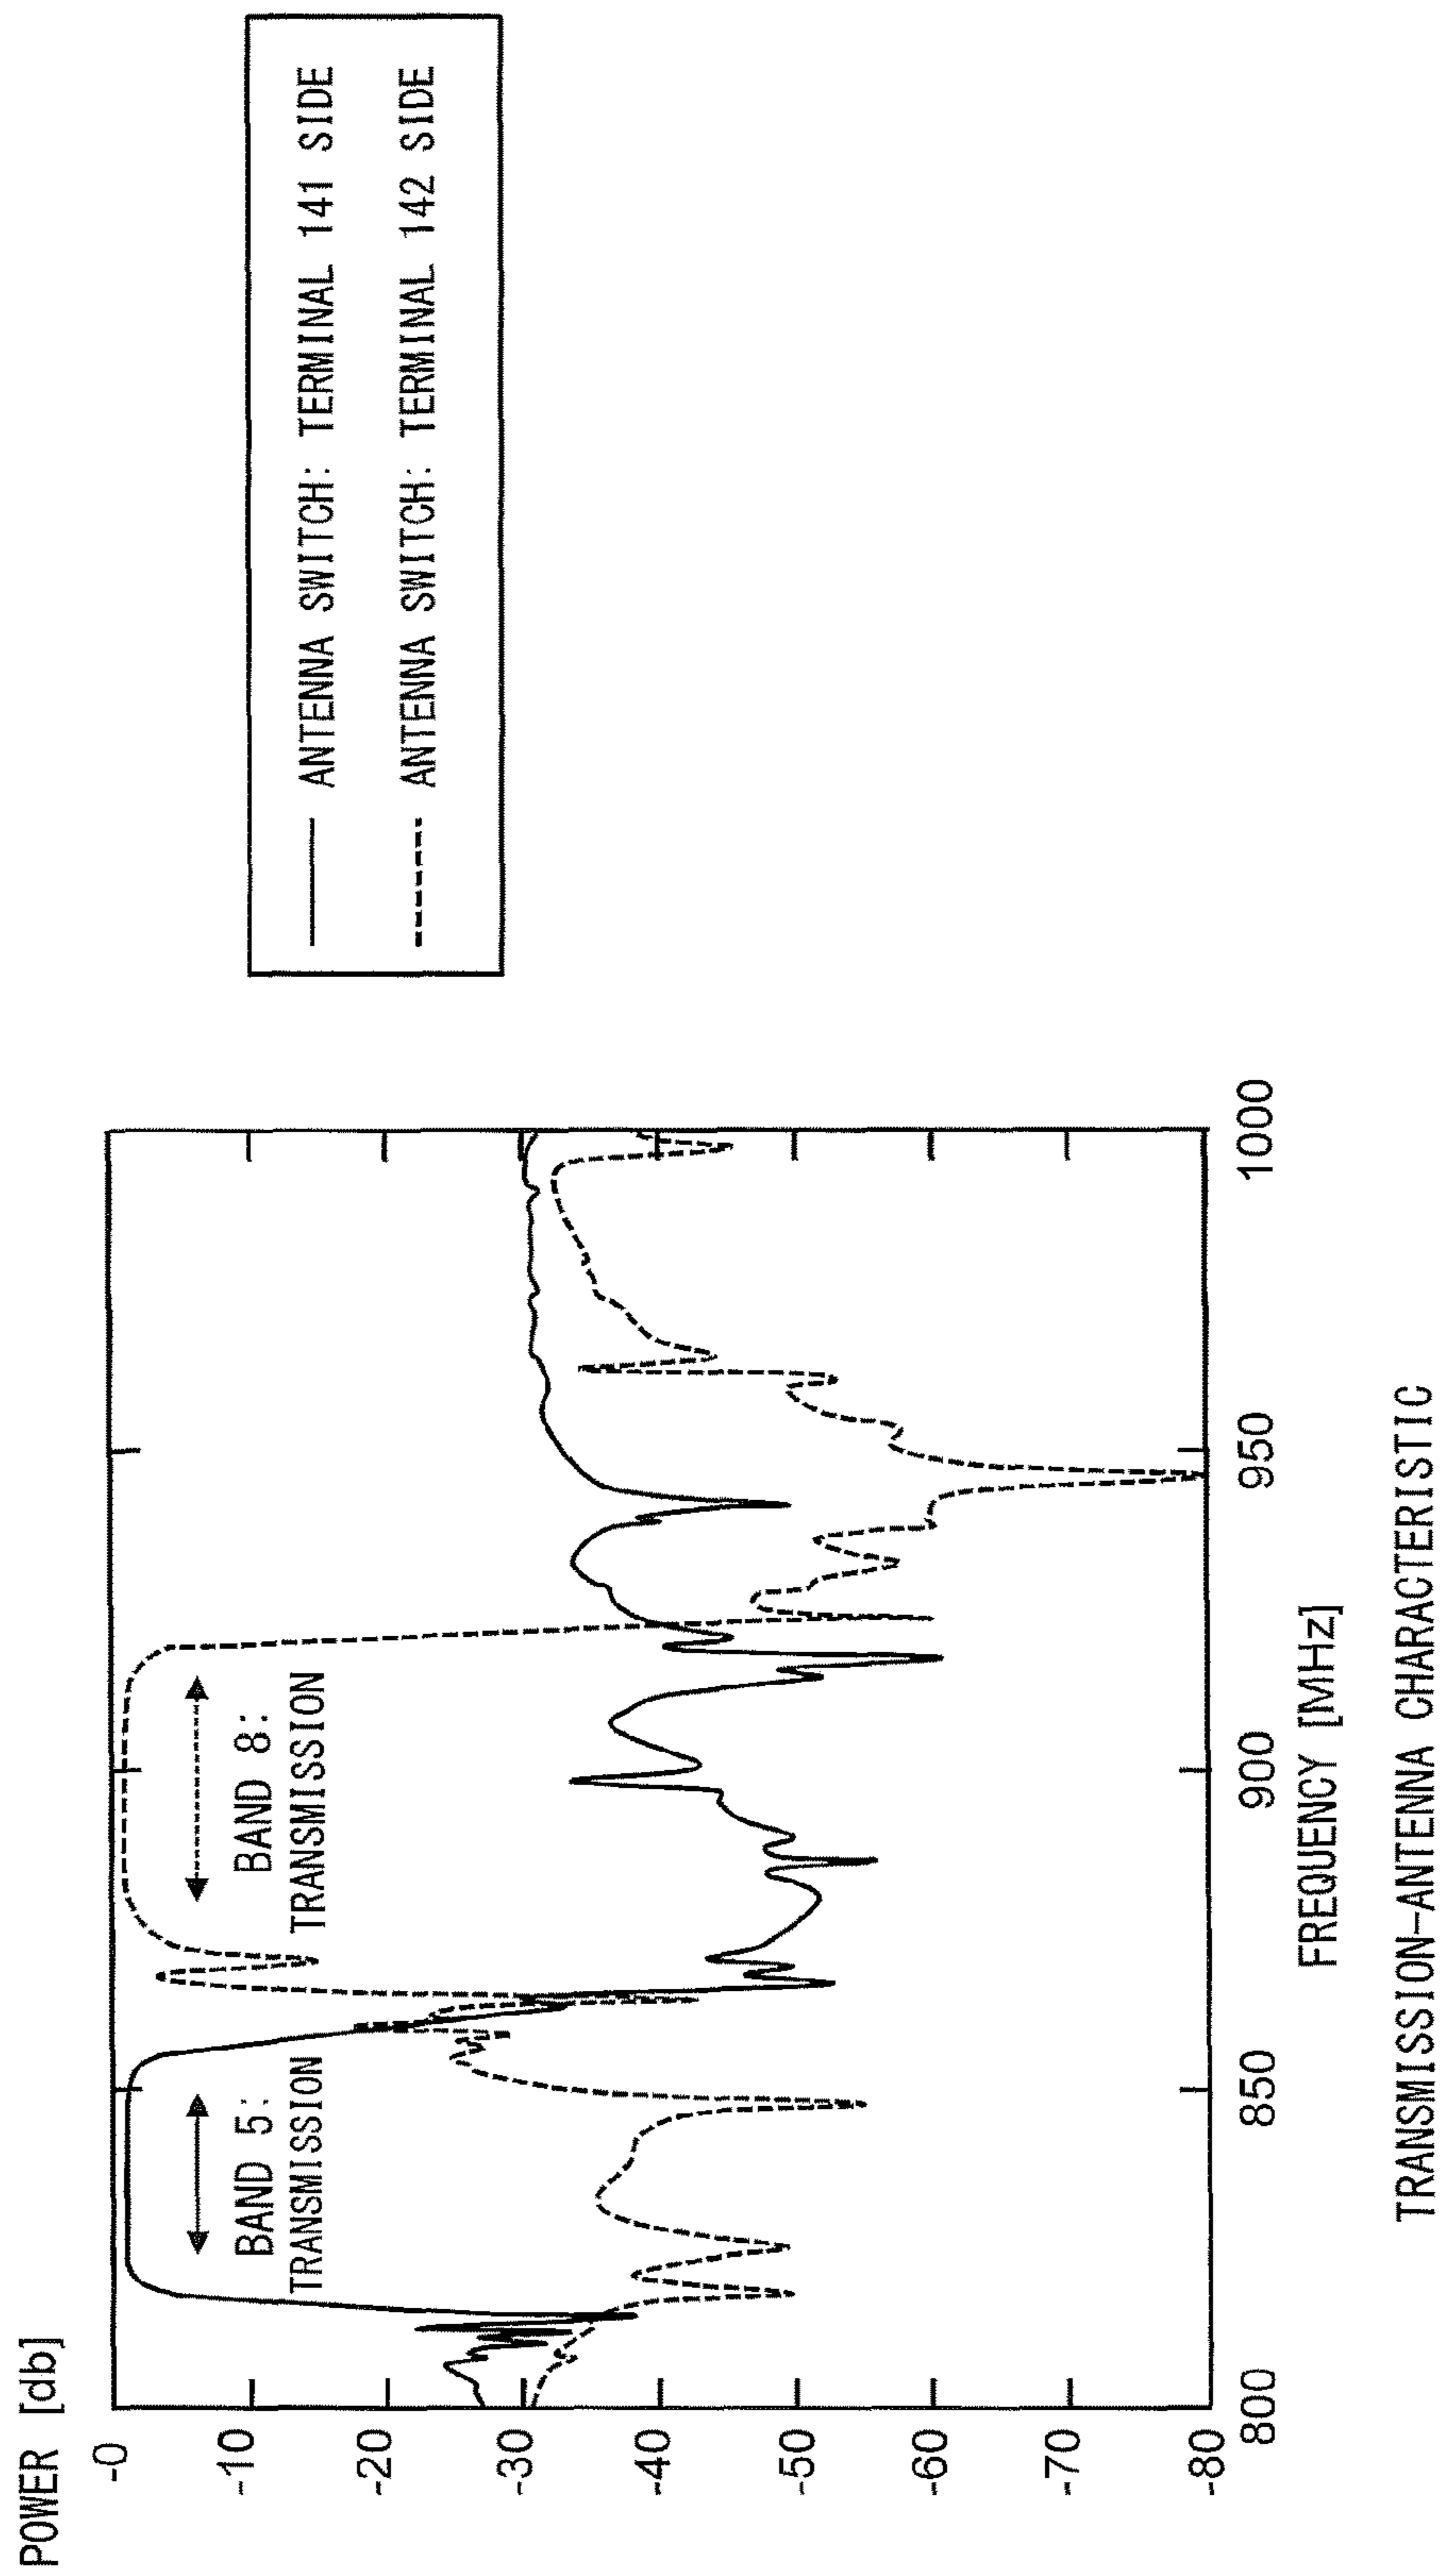 POWER [db]
-0
-10
-20
-30
-40
-50
-60
-70
-80
800
850
900
950
1000
BAND 5:
TRANSMISSION
BAND 8:
TRANSMISSION
FREQUENCY [MHz]
TRANSMISSION-ANTENNA CHARACTERISTIC
ANTENNA SWITCH: TERMINAL 141 SIDE
ANTENNA SWITCH: TERMINAL 142 SIDE